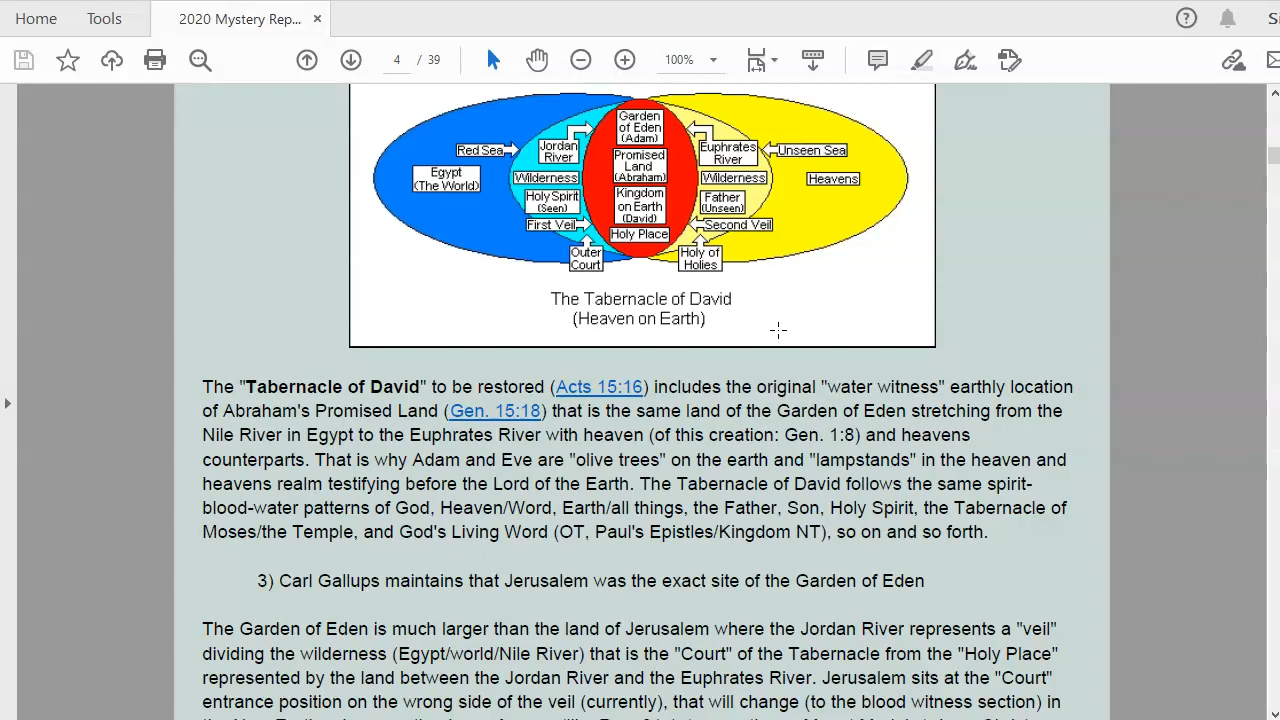 Home
Tools
2020 Mystery Rep...
4 / 39
100%
Garden
of Eden
(Adam)
Red Sea
Jordan
River
Promised
Land
(Abraham)
Euphrates
River
Unseen Sea
Egypt
(The World)
Wilderness
Wilderness
Heavens
Holy Spirit
(Seen)
Kingdom
on Earth
(David)
Father
(Unseen)
First Veil
Holy Place
Second Veil
Outer
Court
Holy of
Holies
The Tabernacle of David
(Heaven on Earth)
The "Tabernacle of David" to be restored (Acts 15:16) includes the original "water witness" earthly location
of Abraham's Promised Land (Gen. 15:18) that is the same land of the Garden of Eden stretching from the
Nile River in Egypt to the Euphrates River with heaven (of this creation: Gen. 1:8) and heavens
counterparts. That is why Adam and Eve are "olive trees" on the earth and "lampstands" in the heaven and
heavens realm testifying before the Lord of the Earth. The Tabernacle of David follows the same spirit-
blood-water patterns of God, Heaven/Word, Earth/all things, the Father, Son, Holy Spirit, the Tabernacle of
Moses/the Temple, and God's Living Word (OT, Paul's Epistles/Kingdom NT), so on and so forth.
3) Carl Gallups maintains that Jerusalem was the exact site of the Garden of Eden
The Garden of Eden is much larger than the land of Jerusalem where the Jordan River represents a "veil"
dividing the wilderness (Egypt/world/Nile River) that is the "Court" of the Tabernacle from the "Holy Place"
represented by the land between the Jordan River and the Euphrates River. Jerusalem sits at the "Court"
entrance position on the wrong side of the veil (currently), that will change (to the blood witness section) in